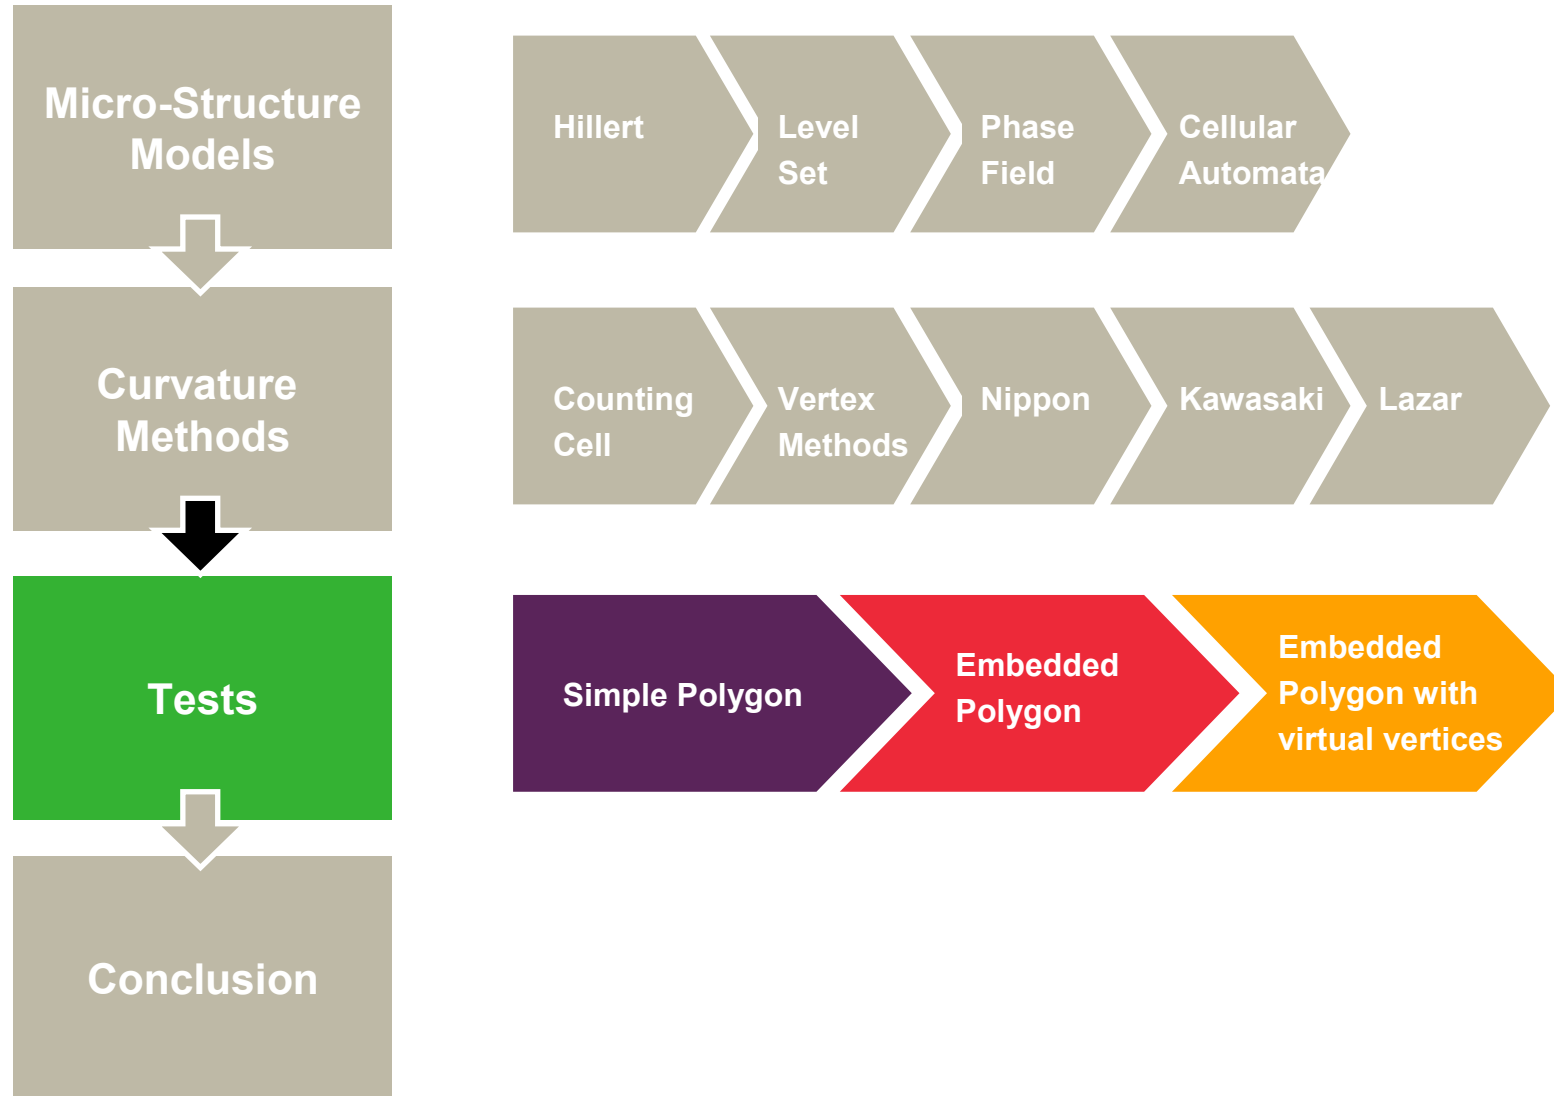 Micro-Structure
Models
Hillert
Level
Set
Phase
Field
Cellular
Automata
Curvature
Methods
Counting
Cell
Vertex
Methods
Nippon
Kawasaki
Lazar
Tests
Simple Polygon
Embedded
Polygon
Embedded
Polygon with
virtual vertices
Conclusion